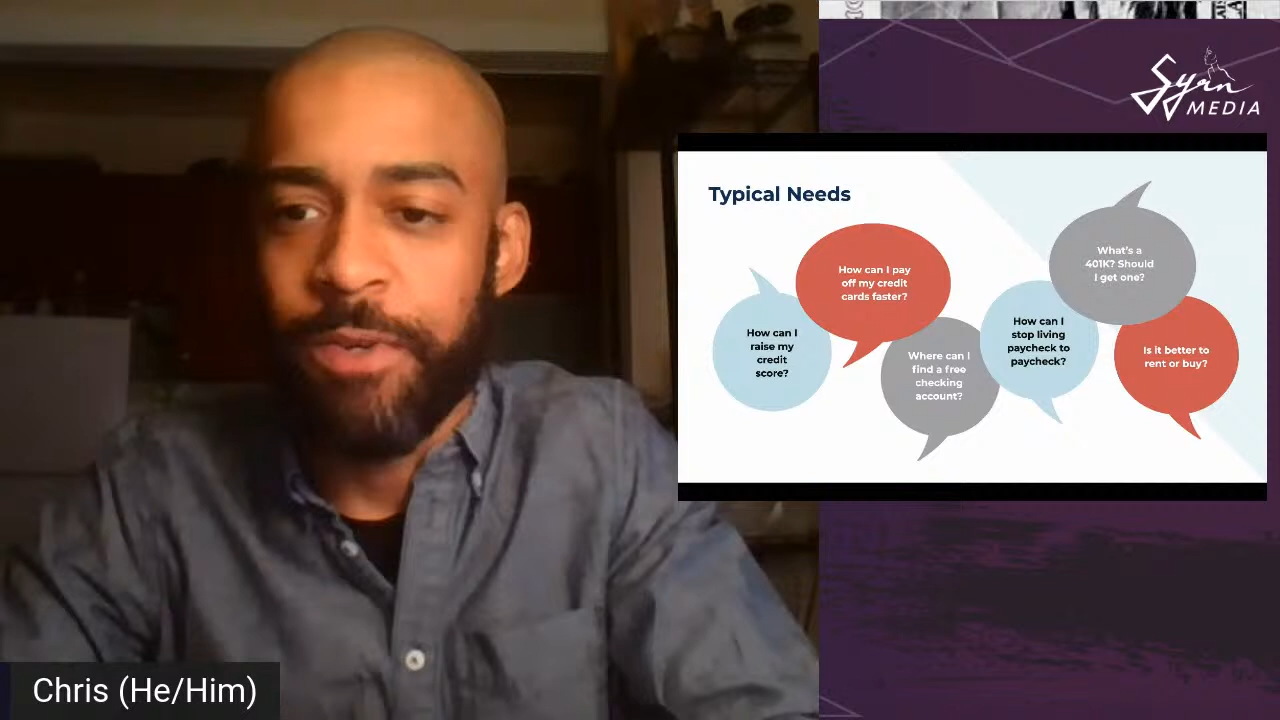 Syan
MEDIA
Typical Needs
How can I
raise my
credit
score?
How can I pay
off my credit
cards faster?
Where can I
find a free
checking
account?
How can I
stop living
paycheck to
paycheck?
What's a
401K? Should
I get one?
Is it better to
rent or buy?
Chris (He/Him)